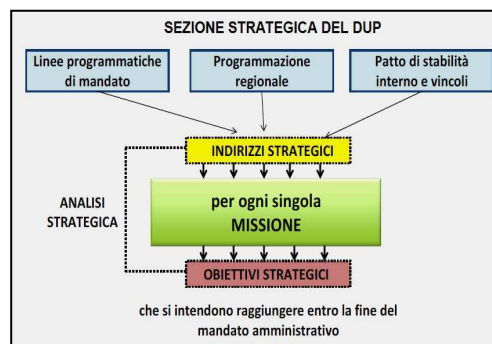 SEZIONE STRATEGICA DEL DUP
Linee programmatiche
di mandato
Programmazione
regionale
Patto di stabilità
interno e vincoli
INDIRIZZI STRATEGICI
ANALISI
STRATEGICA
per ogni singola
MISSIONE
OBIETTIVI STRATEGICI
che si intendono raggiungere entro la fine del
mandato amministrativo